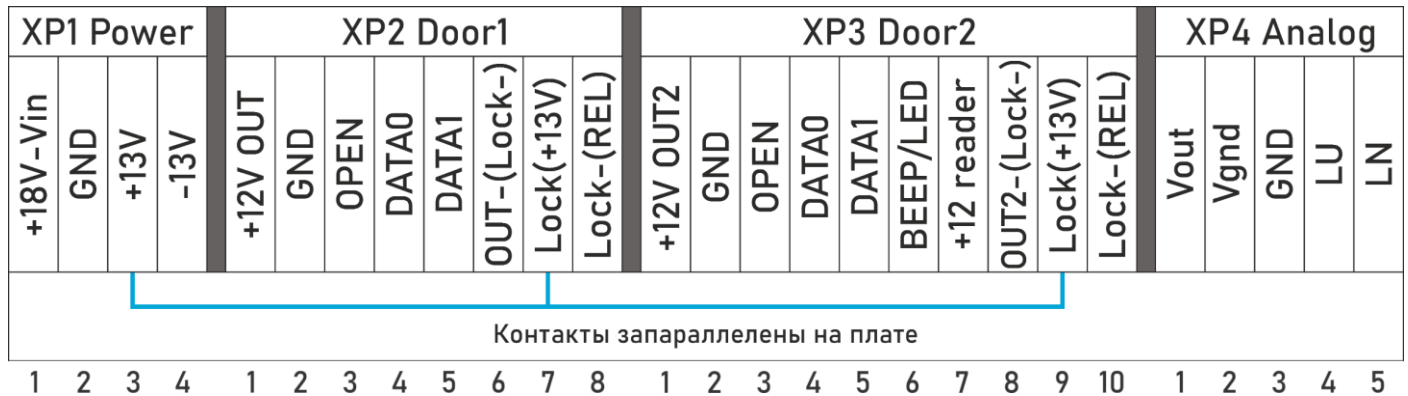 XP1 Power XP2 Door1 XP3 Door2 XP4 Analog
+18V-Vin
GND
+13V
-13V
+12V OUT
GND
OPEN
DATA0
DATA1
OUT-(Lock-)
Lock(+13V)
Lock-(REL)
+12V OUT2
GND
OPEN
DATA0
DATA1
BEEP/LED
+12 reader
OUT2-(Lock-)
Lock(+13V)
Lock-(REL)
Vout
Vgnd
GND
LU
LN
Контакты запараллелены на плате
1 2 3 4 1 2 3 4 5 6 7 8 1 2 3 4 5 6 7 8 9 10 1 2 3 4 5